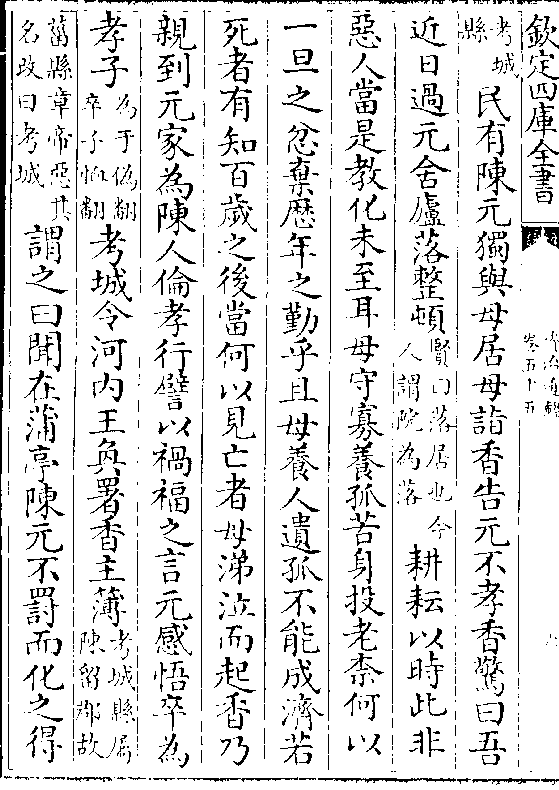 欽定四庫全書
卷五十五
考城
縣
民有陳元獨與母居母詣香告元不孝香驚曰吾
近日過元舍廬落整頓
賢曰落居也今
人謂院為落
耕耘以時此非
惡人當是教化未至耳母守寡養孤苦身投老柰何以
一旦之忿棄歴年之勤乎且母養人遺孤不能成濟若
死者有知百歲之後當何以見亡者母涕泣而起香乃
親到元家為陳人倫孝行譬以禍福之言元感悟卒為
孝子
為于偽翻
卒子恤翻
考城令河内王奐署香主簿
考城縣屬
陳留郡故
菑縣章帝惡其
名改曰考城
謂之曰聞在蒲亭陳元不罰而化之得